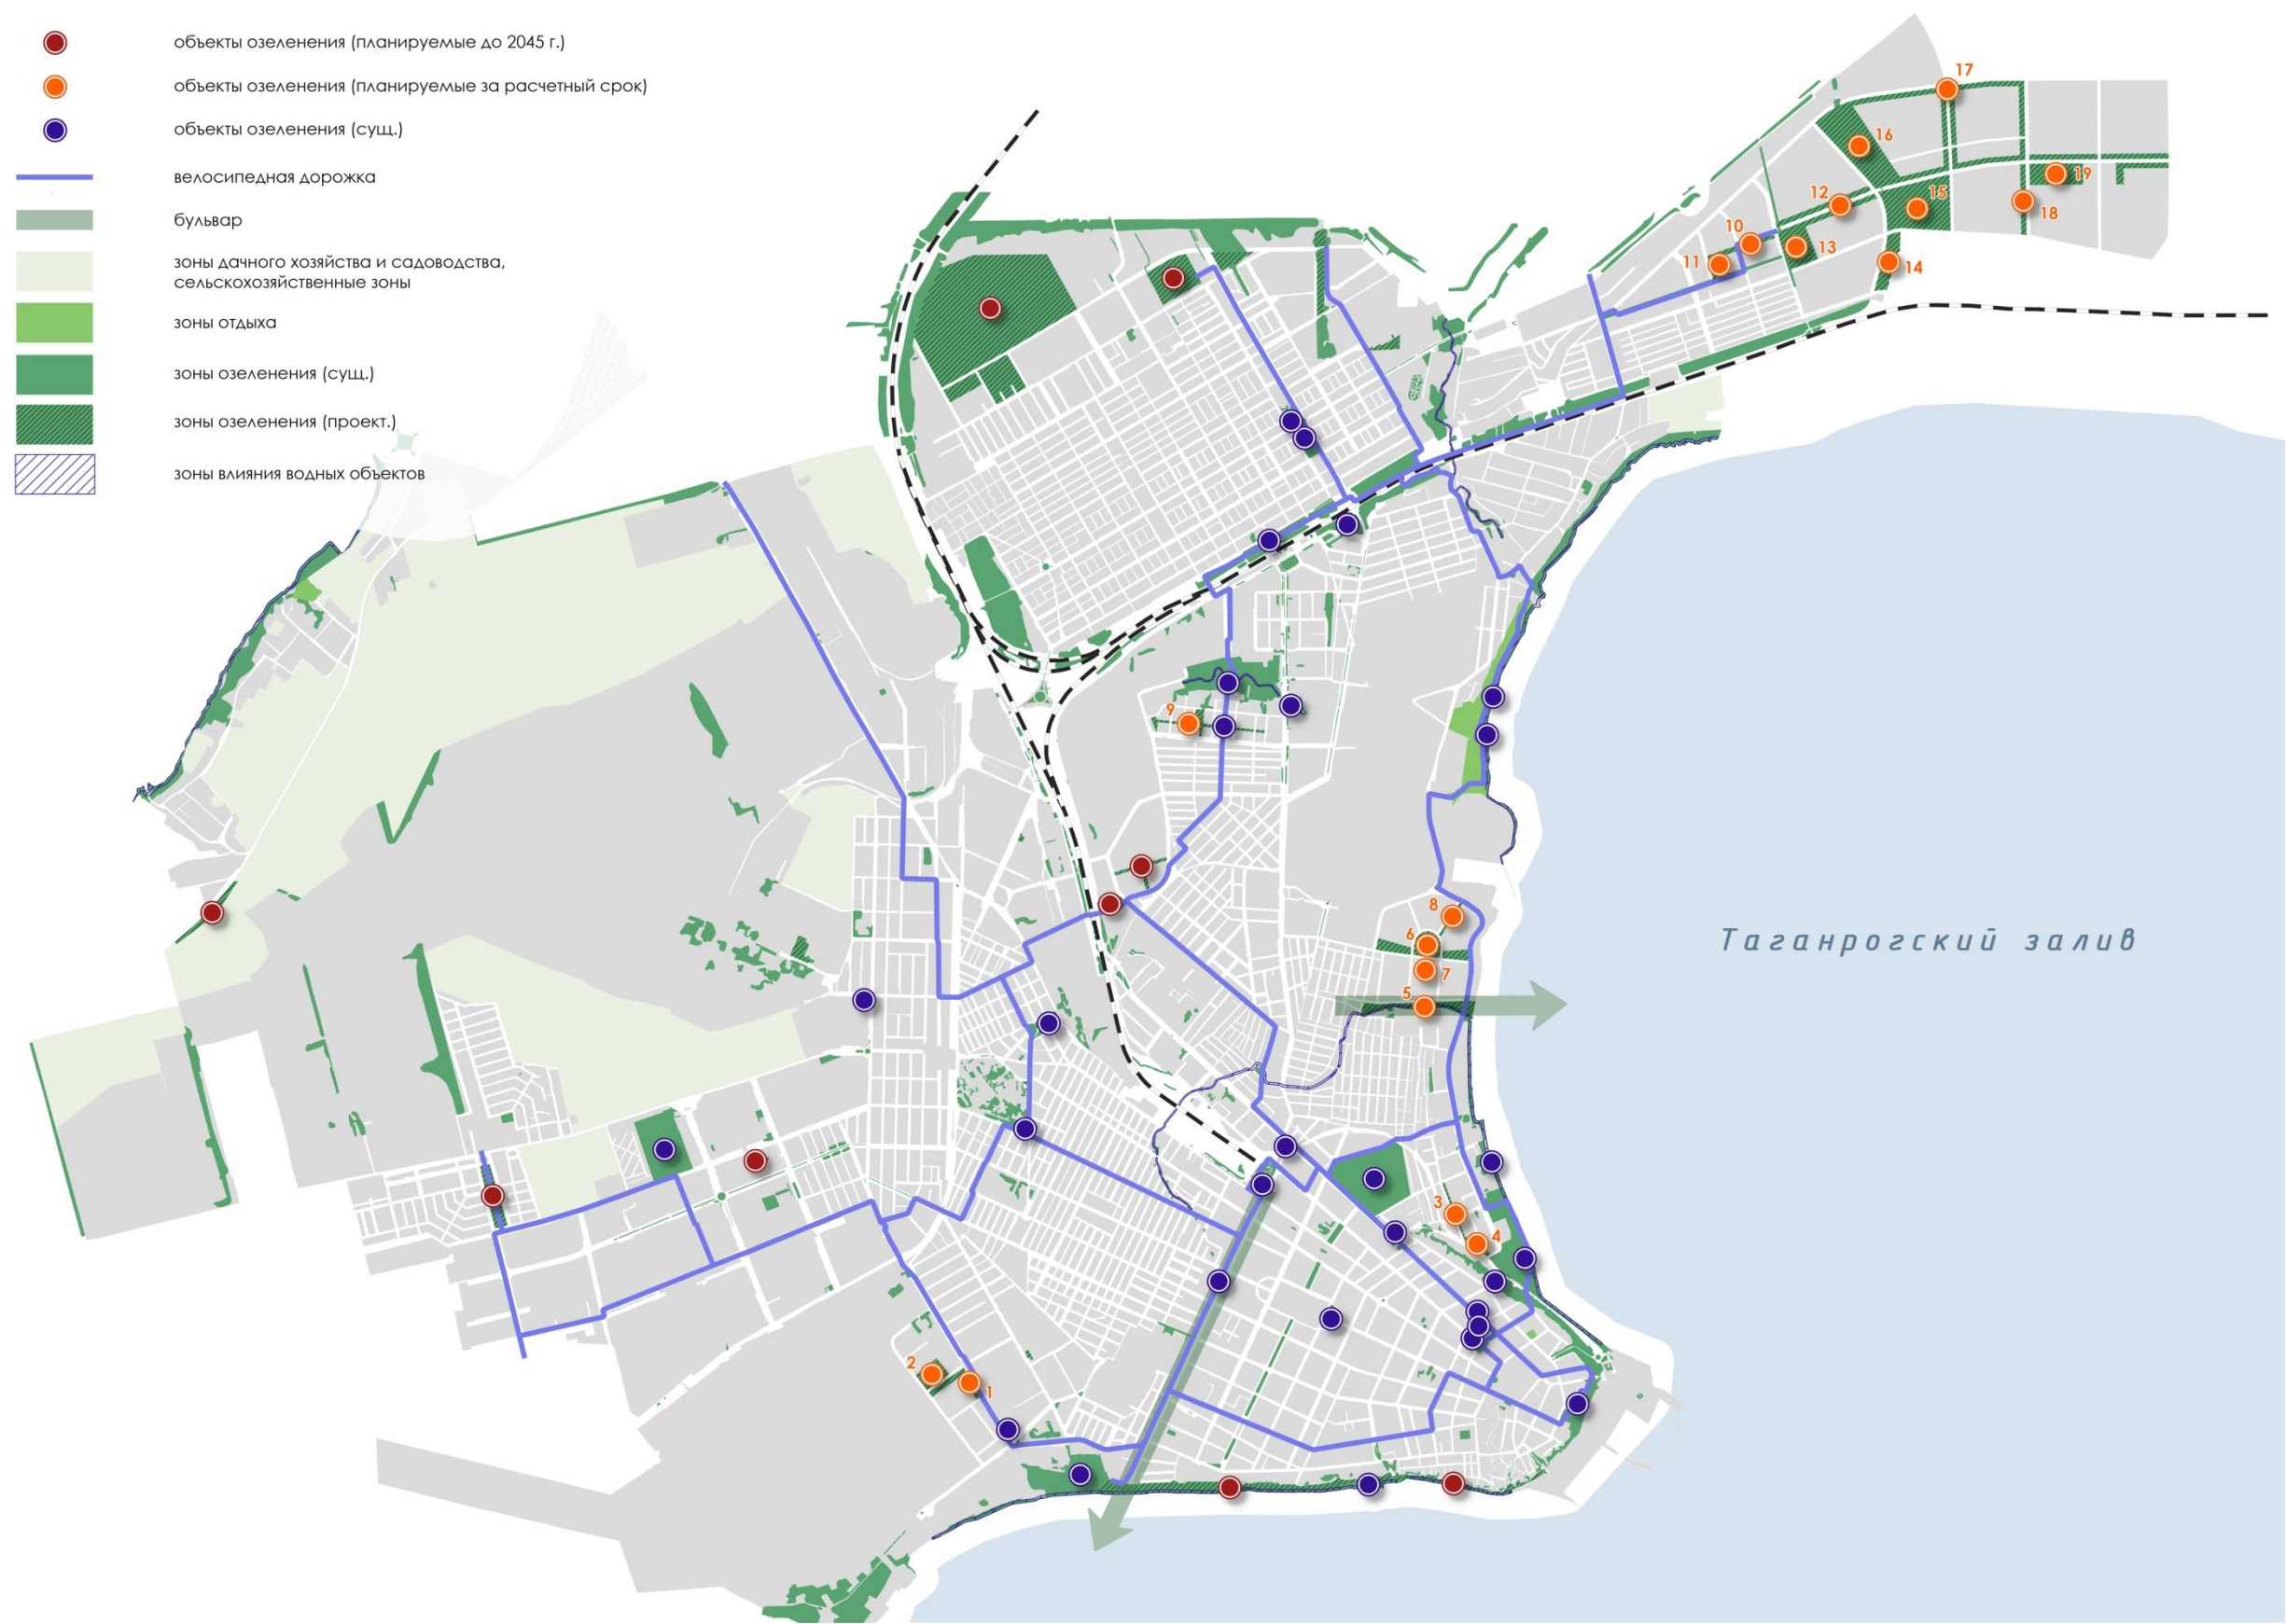 объекты озеленения (планируемые до 2045 г.)
объекты озеленения (планируемые за расчетный срок)
объекты озеленения (сущ.)
велосипедная дорожка
бульвар
зоны дачного хозяйства и садоводства,
сельскохозяйственные зоны
зоны отдыха
зоны озеленения (сущ.)
зоны озеленения (проект.)
зоны влияния водных объектов
17
16
19
12
15
18
10
13
11
14
9
8
6
7
Таганрогский залив
5
3
4
2
1